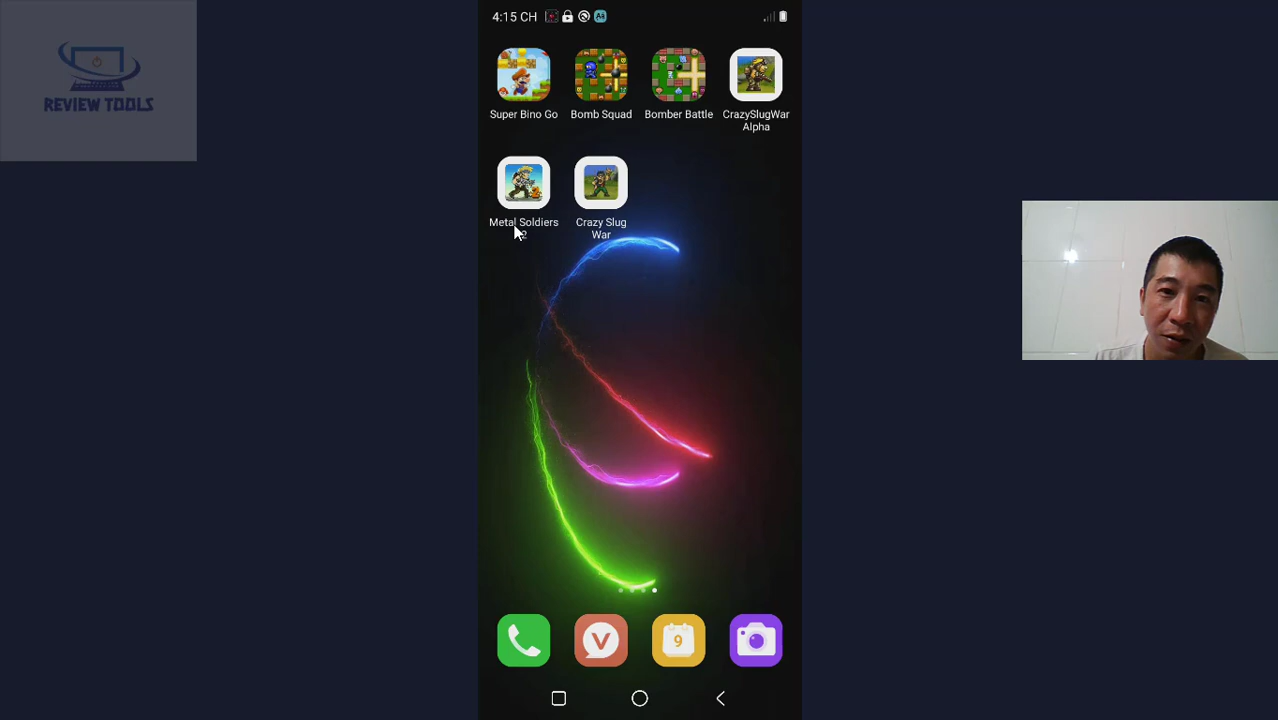 4:15 CH
REVIEW TOOLS
Super Bino Go
Bomb Squad
Bomber Battle
CrazySlugWar
Alpha
Metal Soldiers
2
Crazy Slug
War
V
9